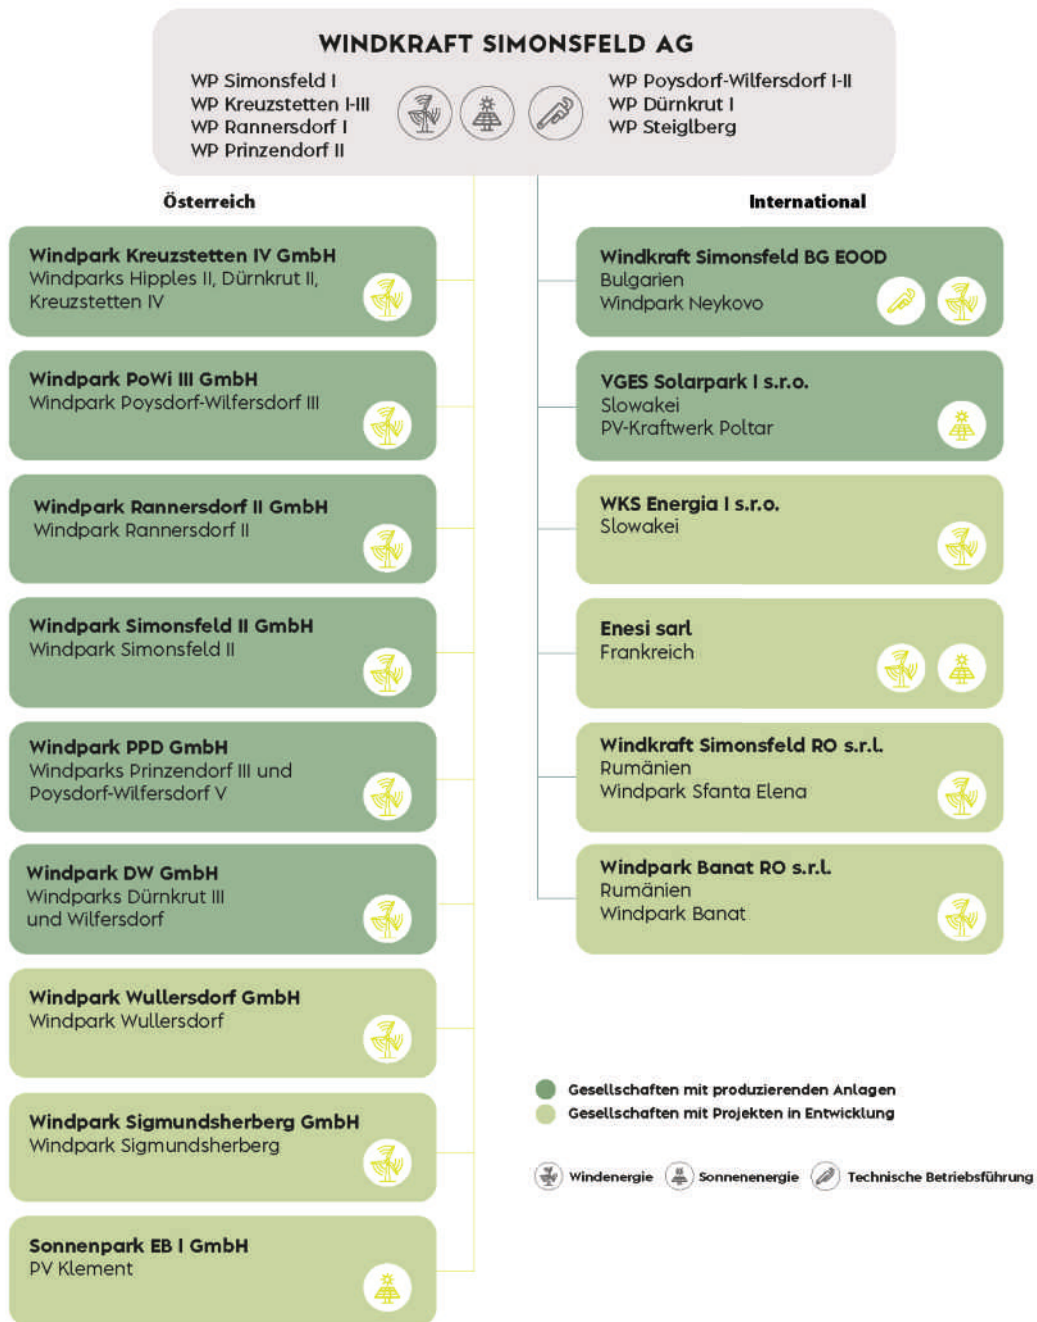 WINDKRAFT SIMONSFELD AG
WP Simonsfeld I
WP Kreuzstetten I-III
WP Rannersdorf I
WP Prinzendorf II
WP Poysdorf-Wilfersdorf I-II
WP Dürnkrut I
WP Steiglberg
Österreich
Windpark Kreuzstetten IV GmbH
Windparks Hipples II, Dürnkrut II,
Kreuzstetten IV
Windpark PoWi III GmbH
Windpark Poysdorf-Wilfersdorf III
Windpark Rannersdorf II GmbH
Windpark Rannersdorf II
Windpark Simonsfeld II GmbH
Windpark Simonsfeld II
Windpark PPD GmbH
Windparks Prinzendorf III und
Poysdorf-Wilfersdorf V
Windpark DW GmbH
Windparks Dürnkrut III
und Wilfersdorf
Windpark Wullersdorf GmbH
Windpark Wullersdorf
Windpark Sigmundsherberg GmbH
Windpark Sigmundsherberg
Sonnenpark EB I GmbH
PV Klement
International
Windkraft Simonsfeld BG EOOD
Bulgarien
Windpark Neykovo
VGES Solarpark I s.r.o.
Slowakei
PV-Kraftwerk Poltar
WKS Energia I s.r.o.
Slowakei
Enesi sarl
Frankreich
Windkraft Simonsfeld RO s.r.l.
Rumänien
Windpark Sfanta Elena
Windpark Banat RO s.r.l.
Rumänien
Windpark Banat
Gesellschaften mit produzierenden Anlagen
Gesellschaften mit Projekten in Entwicklung
Windenergie Sonnenenergie Technische Betriebsführung